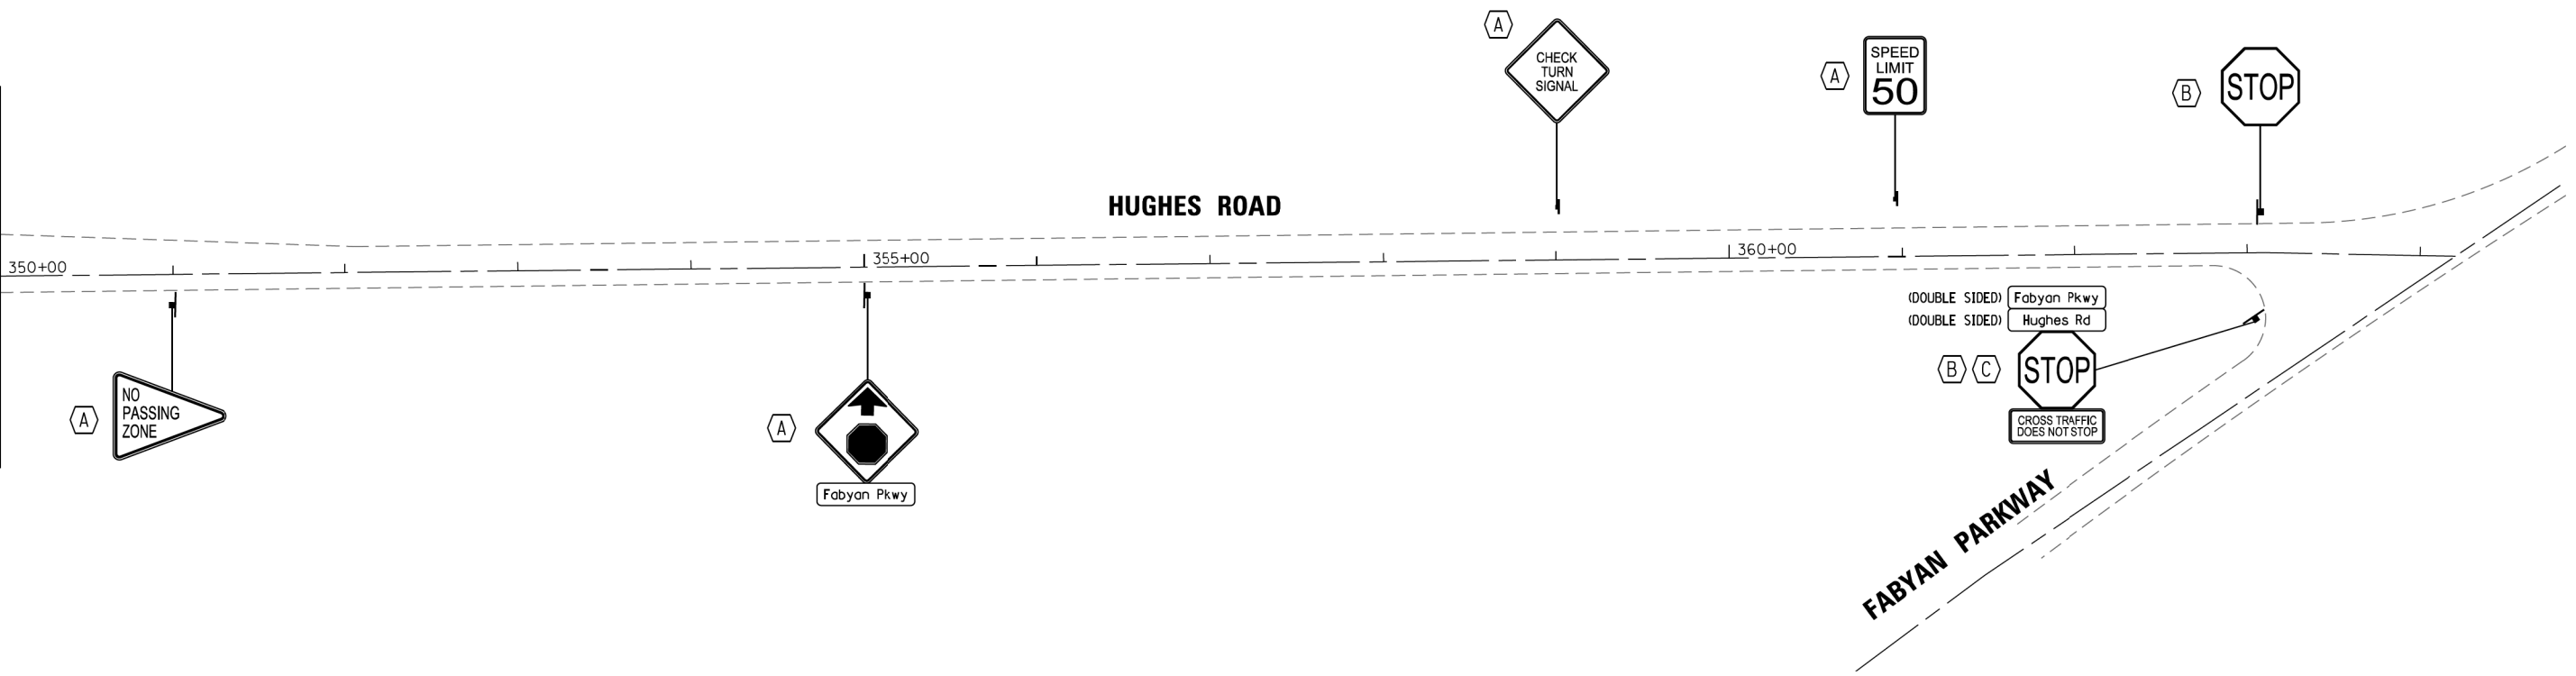 A
CHECK
TURN
SIGNAL
A
SPEED
LIMIT
50
B
STOP
HUGHES ROAD
350+00
355+00
360+00
(DOUBLE SIDED) Fabyan Pkwy
(DOUBLE SIDED) Hughes Rd
B C STOP
CROSS TRAFFIC
DOES NOT STOP
A
NO
PASSING
ZONE
A
Fabyan Pkwy
FABYAN PARKWAY